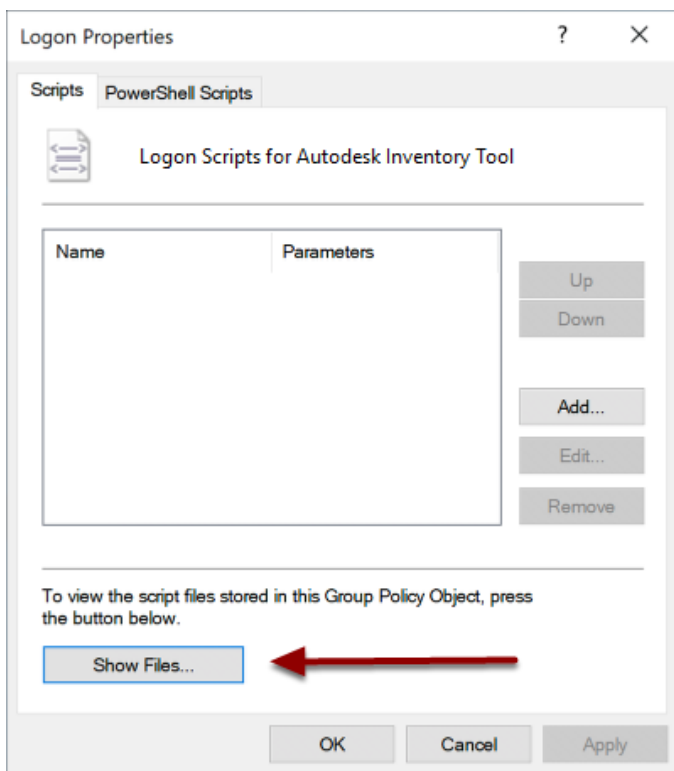 Logon Properties
?
Scripts
PowerShell Scripts
Logon Scripts for Autodesk Inventory Tool
Name
Parameters
Up
Down
Add...
Edit...
Remove
To view the script files stored in this Group Policy Object, press
the button below.
Show Files...
OK
Cancel
Apply